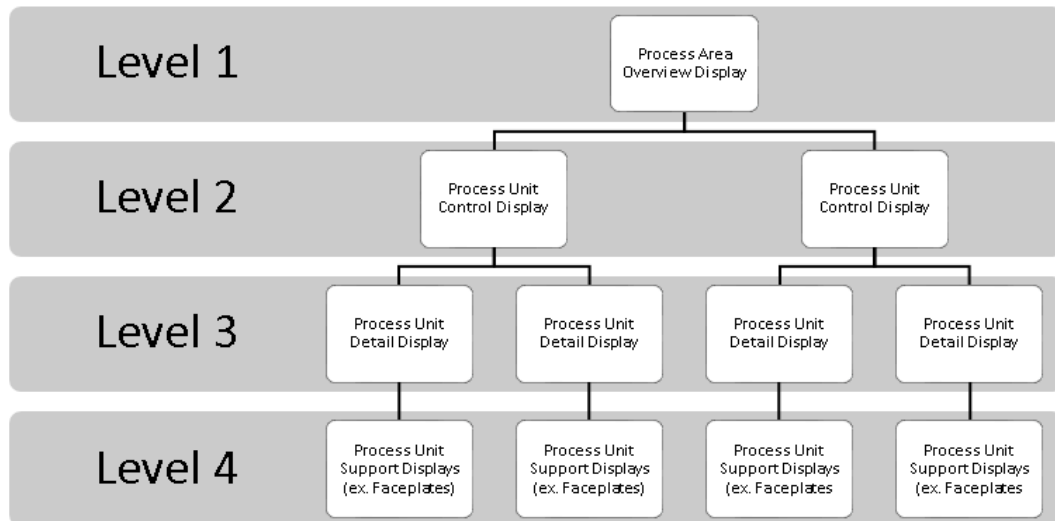 Level 1
Process Area
Overview Display
Level 2
Process Unit
Control Display
Process Unit
Control Display
Level 3
Process Unit
Detail Display
Process Unit
Detail Display
Process Unit
Detail Display
Process Unit
Detail Display
Level 4
Process Unit
Support Displays
(ex. Faceplates)
Process Unit
Support Displays
(ex. Faceplates)
Process Unit
Support Displays
(ex. Faceplates
Process Unit
Support Displays
(ex. Faceplates